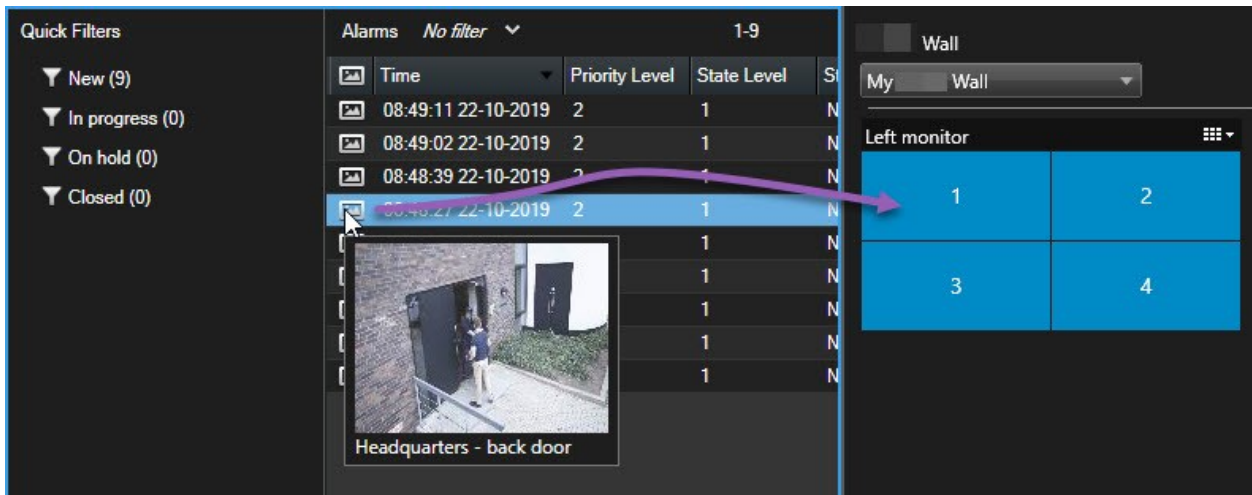 Quick Filters
New (9)
In progress (0)
On hold (0)
Closed (0)
Alarms No filter 1-9
Time Priority Level State Level
08:49:11 22-10-2019 2 1 N
08:49:02 22-10-2019 2 1 N
08:48:39 22-10-2019 2 1 N
08:48:27 22-10-2019 2 1 N
1 N
1 N
1 N
1 N
1 N
Headquarters - back door
Wall
My Wall
Left monitor
1 2
3 4